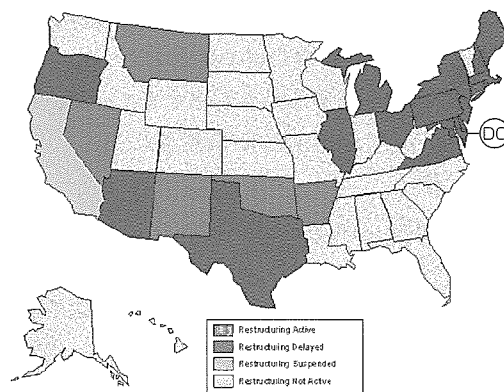 DC
Restructuring Active
Restructuring Delayed
Restructuring Suspended
Restructuring Not Active